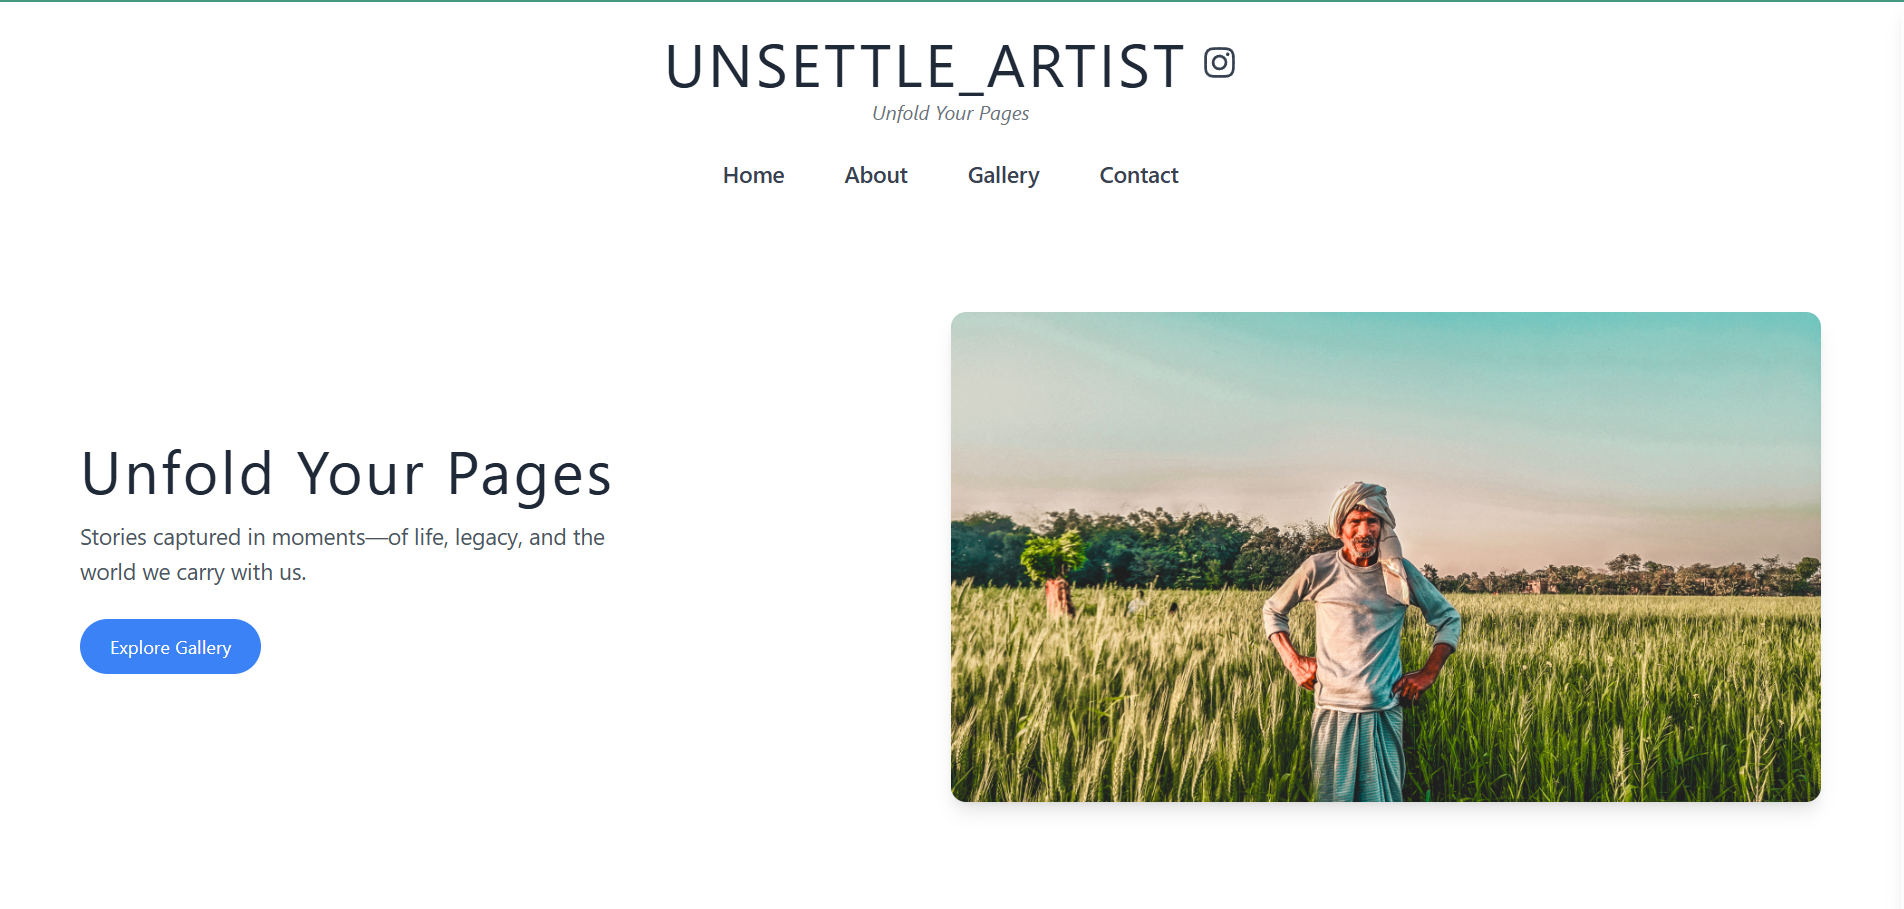 UNSETTLE_ARTIST
Unfold Your Pages
Home About Gallery Contact
Unfold Your Pages
Stories captured in moments—of life, legacy, and the
world we carry with us.
Explore Gallery